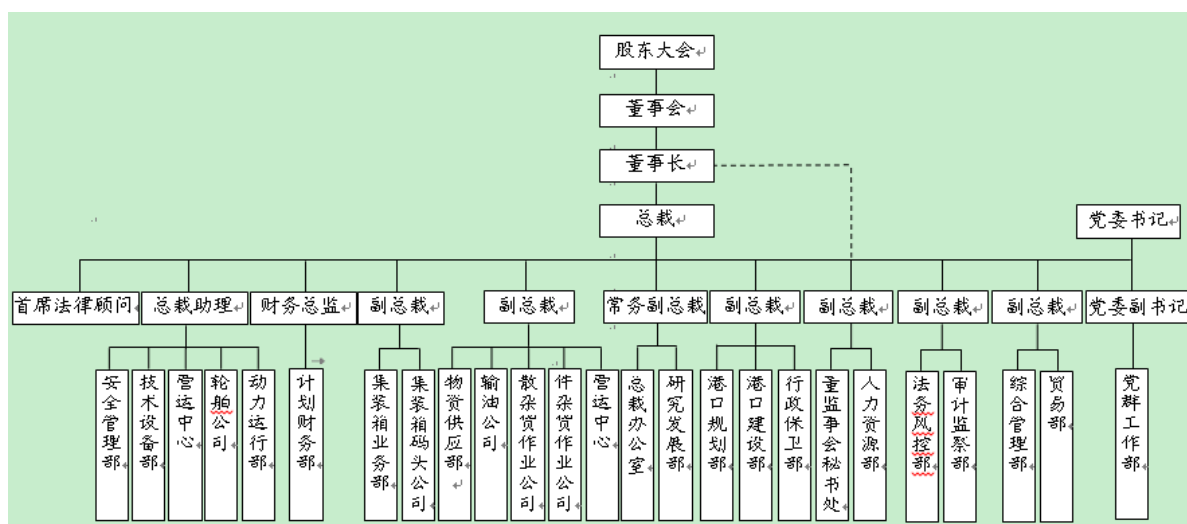 股东大会
董事会
董事长
总裁
党委书记
首席法律顾问
总裁助理
财务总监
副总裁
副总裁
常务副总裁
副总裁
副总裁
副总裁
副总裁
党委副书记
安全管理部
技术设备部
营运中心
轮舶公司
动力运行部
计划财务部
集装箱业务部
集装箱码头公司
物资供应部
输油公司
散杂货作业公司
件杂货作业公司
营运中心
总裁办公室
研究发展部
港口规划部
港口建设部
行政保卫部
董监事会秘书处
人力资源部
法务风控部
审计监察部
综合管理部
贸易部
党群工作部